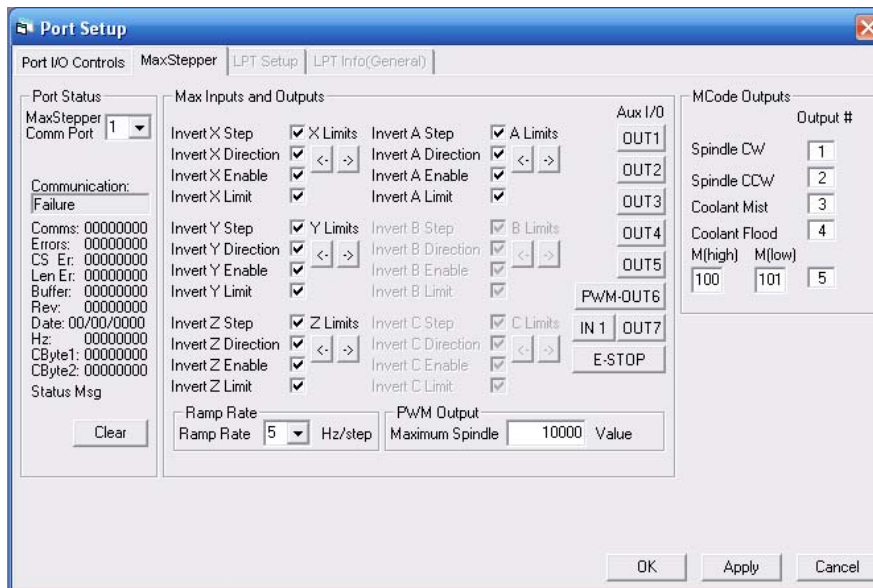 Port Setup
Port I/O Controls MaxStepper LPT Setup LPT Info(General)
Port Status
MaxStepper
Comm Port 1
Communication:
Failure
Comms: 00000000
Errors: 00000000
CS Er: 00000000
Len Er: 00000000
Buffer: 00000000
Rev: 00000000
Date: 00/00/0000
Hz: 00000000
CByte1: 00000000
CByte2: 00000000
Status Msg
Clear
Max Inputs and Outputs
Invert X Step X Limits
Invert X Direction <- ->
Invert X Enable
Invert X Limit
Invert Y Step Y Limits
Invert Y Direction <- ->
Invert Y Enable
Invert Y Limit
Invert Z Step Z Limits
Invert Z Direction <- ->
Invert Z Enable
Invert Z Limit
Invert A Step A Limits
Invert A Direction <- ->
Invert A Enable
Invert A Limit
Invert B Step B Limits
Invert B Direction <- ->
Invert B Enable
Invert B Limit
Invert C Step C Limits
Invert C Direction <- ->
Invert C Enable
Invert C Limit
Aux I/O
OUT1
OUT2
OUT3
OUT4
OUT5
PWM-OUT6
IN 1 OUT7
E-STOP
Ramp Rate
Ramp Rate 5 Hz/step
PWM Output
Maximum Spindle 10000 Value
MCode Outputs
Output #
Spindle CW 1
Spindle CCW 2
Coolant Mist 3
Coolant Flood 4
M(high) M(low)
100 101 5
OK Apply Cancel